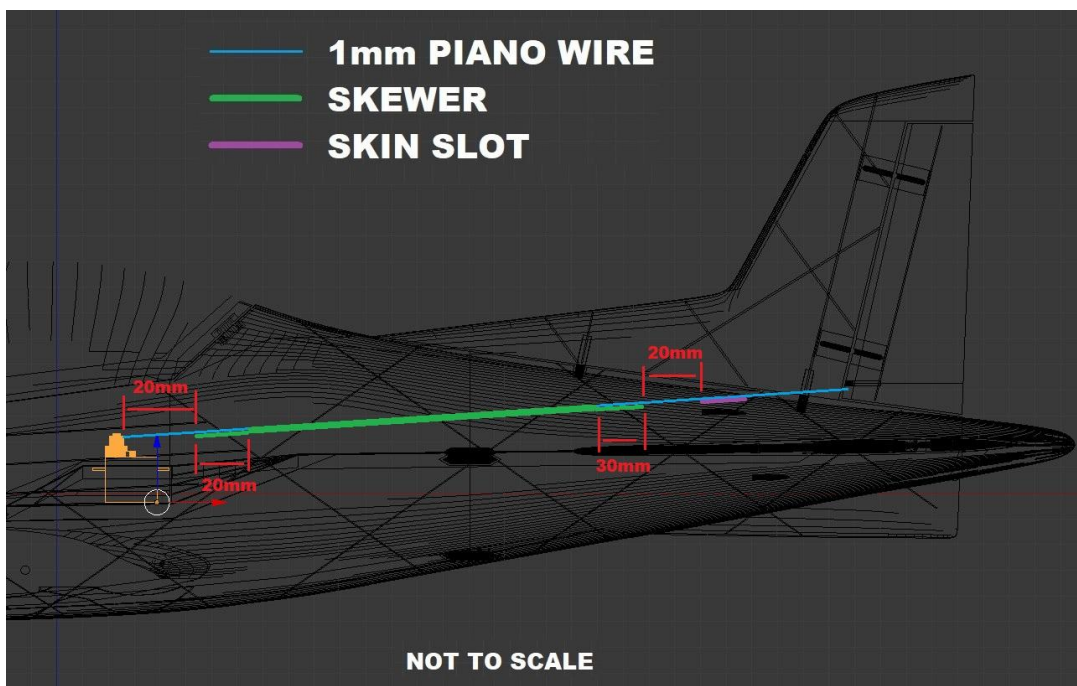 1mm PIANO WIRE
SKEWER
SKIN SLOT
20mm
20mm
20mm
30mm
NOT TO SCALE